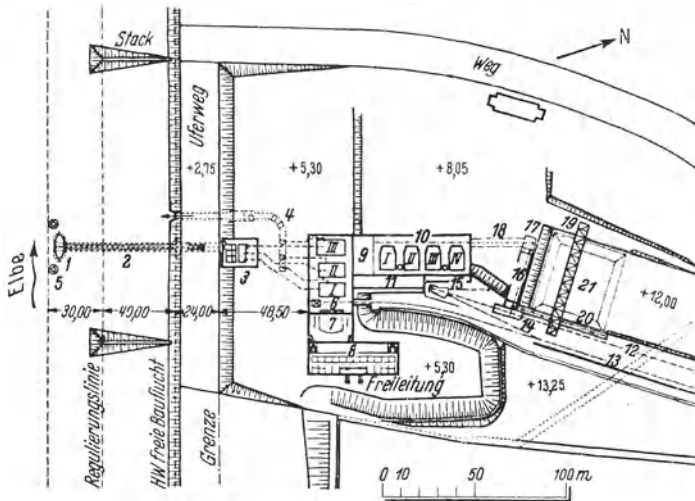 Stack
N
Weg
Uferweg
+2,75
+5,30
+8,05
4
III
II
I
9
10
I
II
III
IV
18
17
19
16
21
+12,00
Elbe
1
2
3
5
6
11
15
14
20
12
13
30,00
40,00
24,00
48,50
7
8
Freileitung
+5,30
+13,25
Regulierungslinie
HW Freie Bauflucht
Grenze
0 10 50 100 m